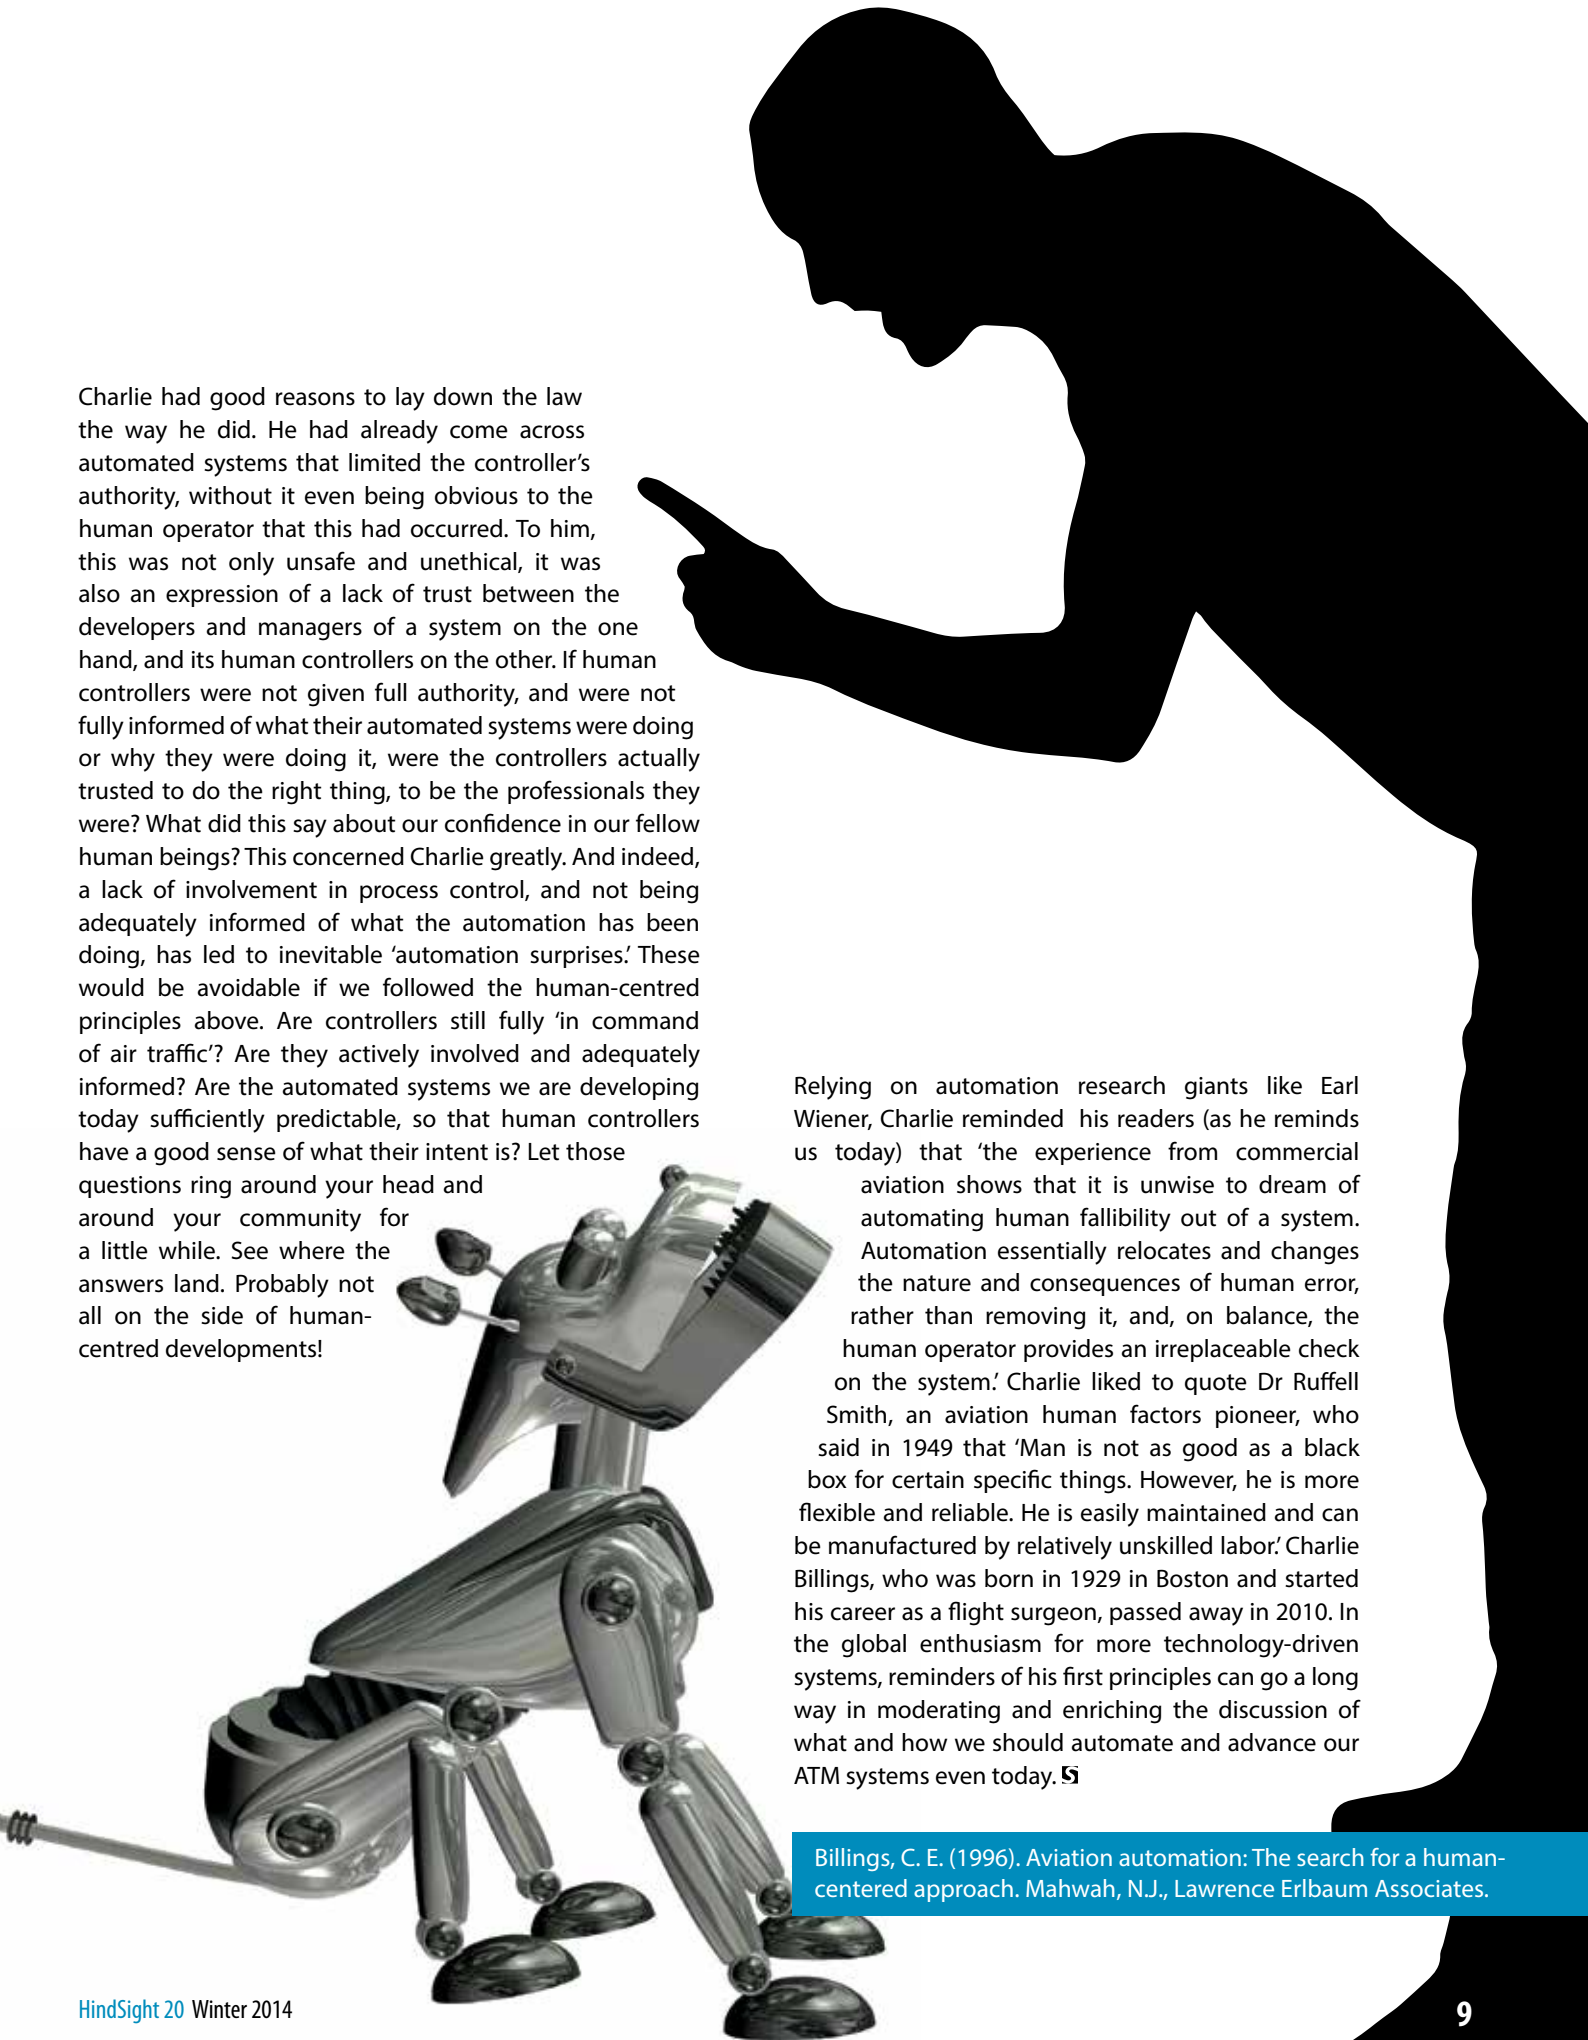 Charlie had good reasons to lay down the law
the way he did. He had already come across
automated systems that limited the controller’s
authority, without it even being obvious to the
human operator that this had occurred. To him,
this was not only unsafe and unethical, it was
also an expression of a lack of trust between the
developers and managers of a system on the one
hand, and its human controllers on the other. If human
controllers were not given full authority, and were not
fully informed of what their automated systems were doing
or why they were doing it, were the controllers actually
trusted to do the right thing, to be the professionals they
were? What did this say about our confidence in our fellow
human beings? This concerned Charlie greatly. And indeed,
a lack of involvement in process control, and not being
adequately informed of what the automation has been
doing, has led to inevitable ‘automation surprises.’ These
would be avoidable if we followed the human-centred
principles above. Are controllers still fully ‘in command
of air traffic’? Are they actively involved and adequately
informed? Are the automated systems we are developing
today sufficiently predictable, so that human controllers
have a good sense of what their intent is? Let those
questions ring around your head and
around your community for
a little while. See where the
answers land. Probably not
all on the side of human-
centred developments!
Relying on automation research giants like Earl
Wiener, Charlie reminded his readers (as he reminds
us today) that ‘the experience from commercial
aviation shows that it is unwise to dream of
automating human fallibility out of a system.
Automation essentially relocates and changes
the nature and consequences of human error,
rather than removing it, and, on balance, the
human operator provides an irreplaceable check
on the system.’ Charlie liked to quote Dr Ruffell
Smith, an aviation human factors pioneer, who
said in 1949 that ‘Man is not as good as a black
box for certain specific things. However, he is more
flexible and reliable. He is easily maintained and can
be manufactured by relatively unskilled labor.’ Charlie
Billings, who was born in 1929 in Boston and started
his career as a flight surgeon, passed away in 2010. In
the global enthusiasm for more technology-driven
systems, reminders of his first principles can go a long
way in moderating and enriching the discussion of
what and how we should automate and advance our
ATM systems even today. S
Billings, C. E. (1996). Aviation automation: The search for a human-
centered approach. Mahwah, N.J., Lawrence Erlbaum Associates.
HindSight 20 Winter 2014
9